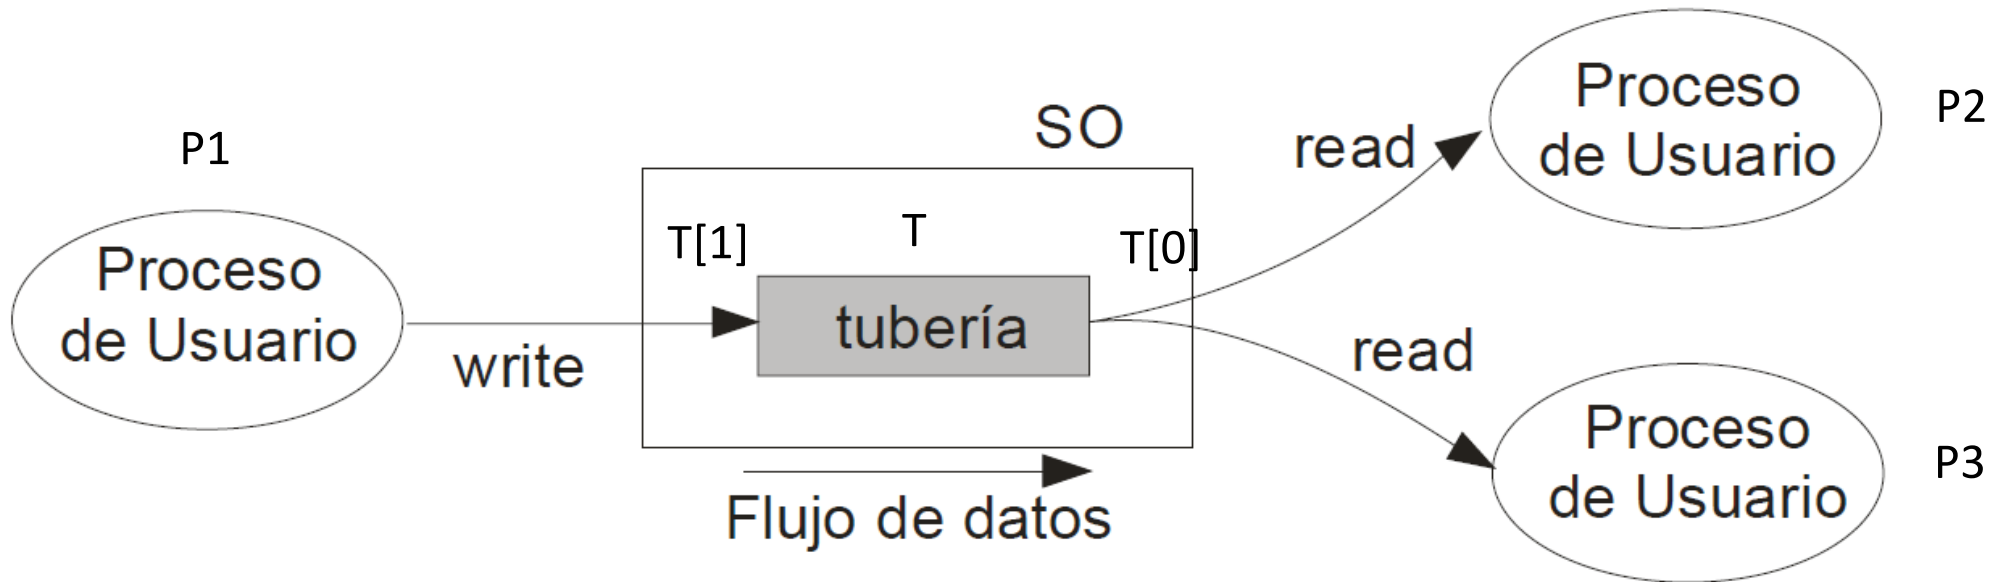 P1
Proceso
de Usuario
write
SO
T[1]
T
T[0]
tubería
Flujo de datos
read
Proceso
de Usuario
P2
read
Proceso
de Usuario
P3